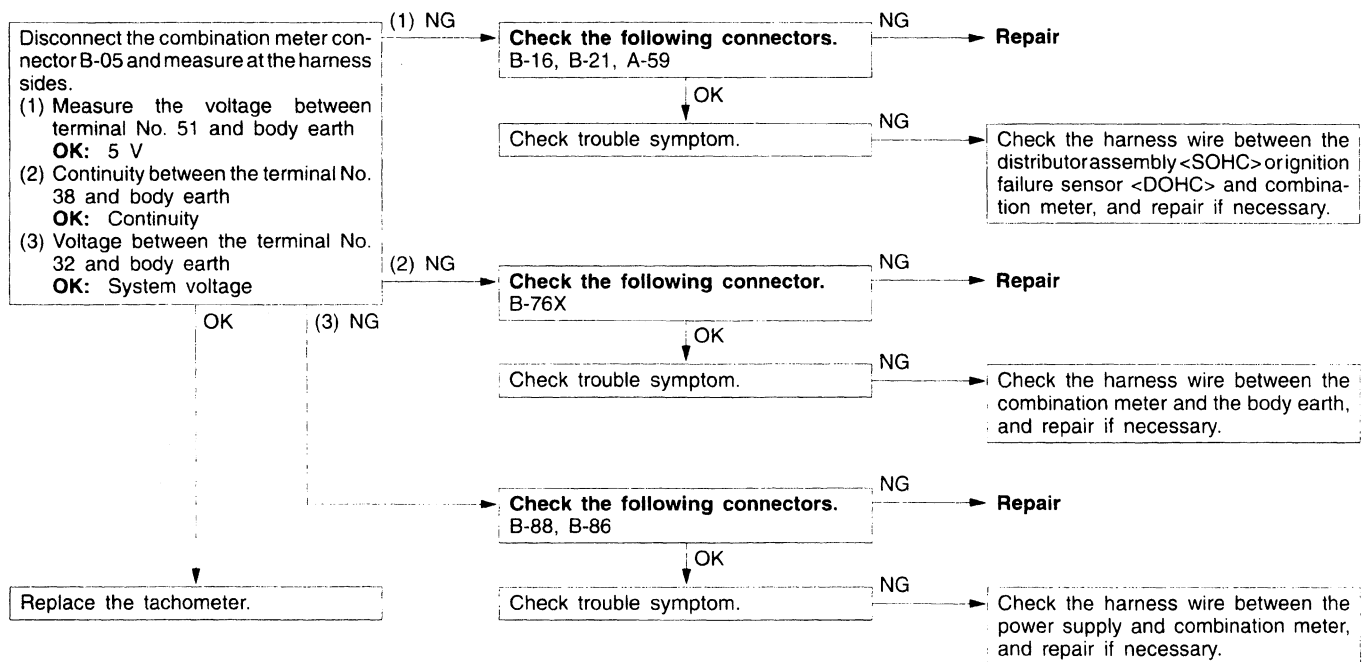 Disconnect the combination meter con-
nector B-05 and measure at the harness
sides.
(1) Measure the voltage between
terminal No. 51 and body earth
OK: 5 V
(2) Continuity between the terminal No.
38 and body earth
OK: Continuity
(3) Voltage between the terminal No.
32 and body earth
OK: System voltage
(1) NG
Check the following connectors.
B-16, B-21, A-59
NG
Repair
OK
Check trouble symptom.
NG
Check the harness wire between the
distributor assembly <SOHC> or ignition
failure sensor <DOHC> and combina-
tion meter, and repair if necessary.
(2) NG
Check the following connector.
B-76X
NG
Repair
OK
Check trouble symptom.
NG
Check the harness wire between the
combination meter and the body earth,
and repair if necessary.
OK
(3) NG
Check the following connectors.
B-88, B-86
NG
Repair
OK
Replace the tachometer.
Check trouble symptom.
NG
Check the harness wire between the
power supply and combination meter,
and repair if necessary.